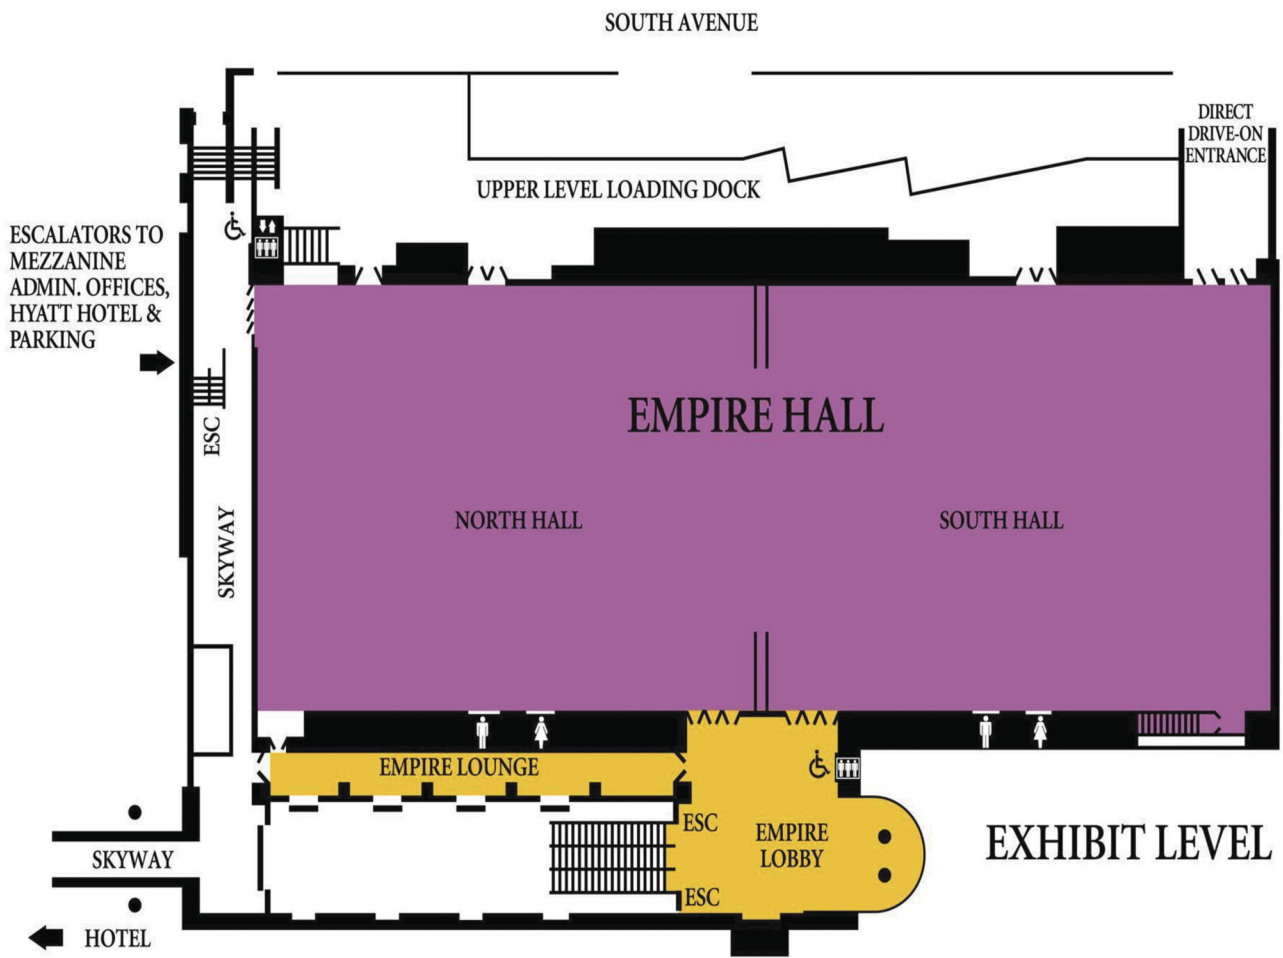 SOUTH AVENUE
DIRECT
DRIVE-ON
ENTRANCE
UPPER LEVEL LOADING DOCK
ESCALATORS TO
MEZZANINE
ADMIN. OFFICES,
HYATT HOTEL &
PARKING
ESC
SKYWAY
EMPIRE HALL
NORTH HALL
SOUTH HALL
EMPIRE LOUNGE
ESC
EMPIRE
LOBBY
ESC
EXHIBIT LEVEL
SKYWAY
HOTEL